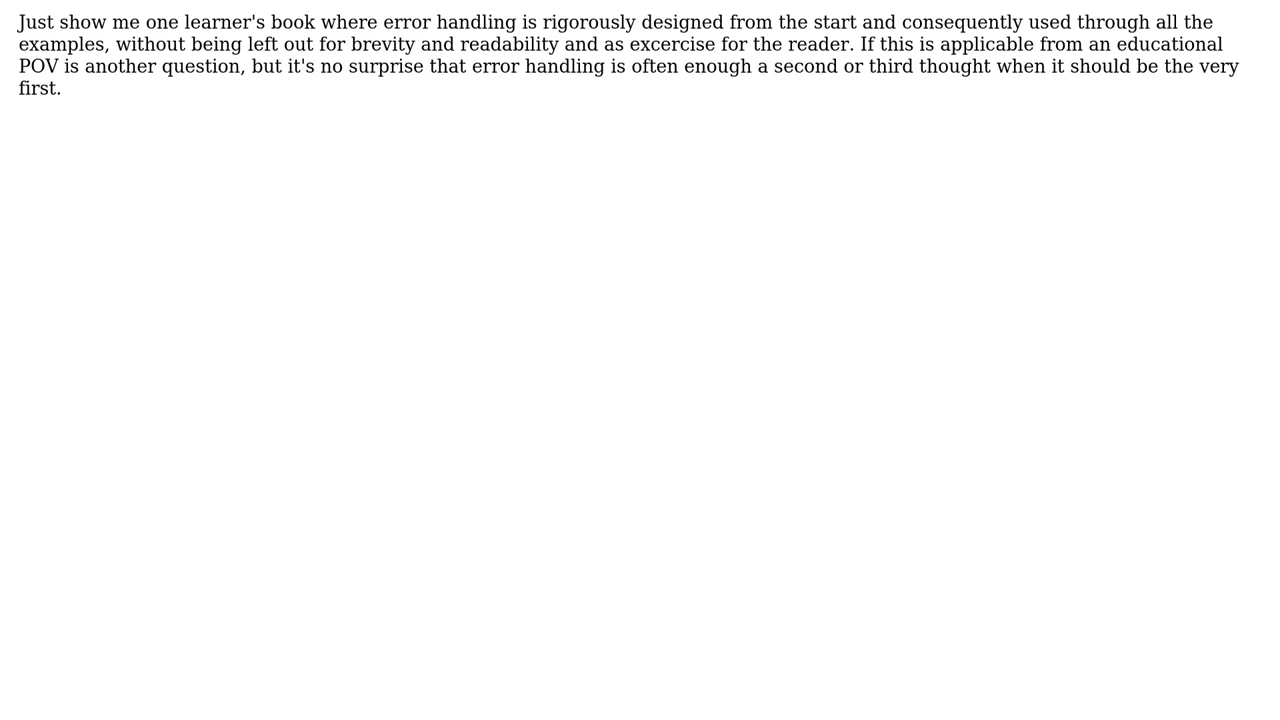 Just show me one learner's book where error handling is rigorously designed from the start and consequently used through all the
examples, without being left out for brevity and readability and as excercise for the reader. If this is applicable from an educational
POV is another question, but it's no surprise that error handling is often enough a second or third thought when it should be the very
first.